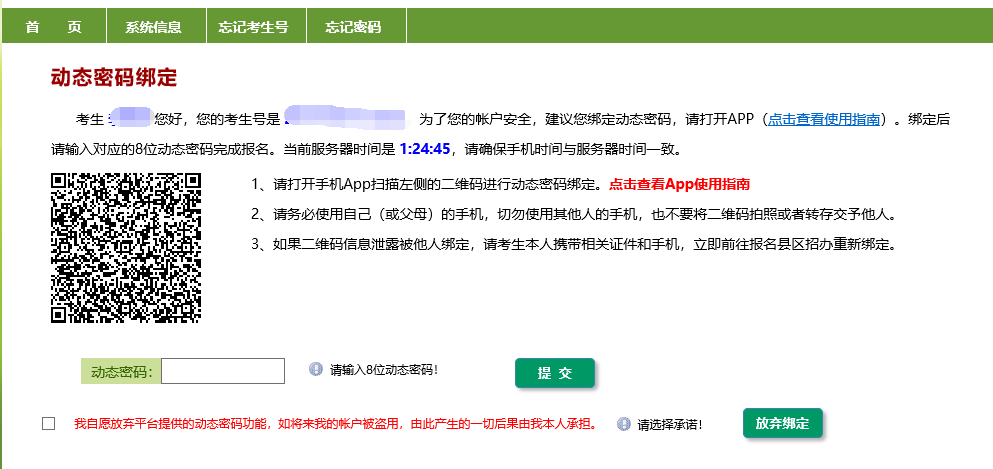 首 页 系统信息 忘记考生号 忘记密码
动态密码绑定
考生 您好，您的考生号是 为了您的帐户安全，建议您绑定动态密码，请打开APP（点击查看使用指南）。绑定后
请输入对应的8位动态密码完成报名。当前服务器时间是 1:24:45，请确保手机时间与服务器时间一致。
1、请打开手机App扫描左侧的二维码进行动态密码绑定。点击查看App使用指南
2、请务必使用自己（或父母）的手机，切勿使用其他人的手机，也不要将二维码拍照或者转存交予他人。
3、如果二维码信息泄露被他人绑定，请考生本人携带相关证件和手机，立即前往报名县区招办重新绑定。
动态密码： 请输入8位动态密码! 提 交
我自愿放弃平台提供的动态密码功能，如将来我的帐户被盗用，由此产生的一切后果由我本人承担。 请选择承诺! 放弃绑定